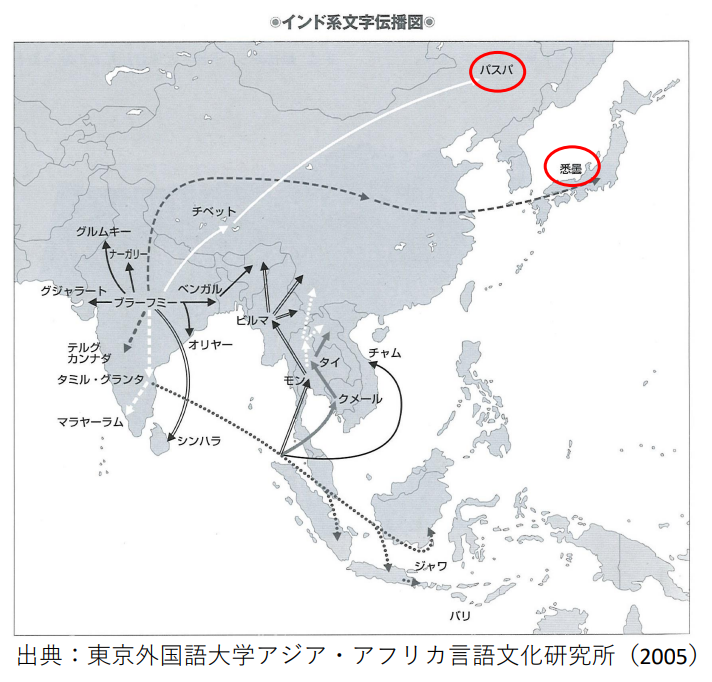 ◉インド系文字伝播図◉
パスパ
悉曇
チベット
グルムキー
ナーガリー
グジャラート
ブラーフミー
ベンガル
ビルマ
オリヤー
テルグ
カンナダ
タイ
チャム
タミル・グランタ
モン
クメール
マラヤーラム
シンハラ
ジャワ
バリ
出典：東京外国語大学アジア・アフリカ言語文化研究所（2005）